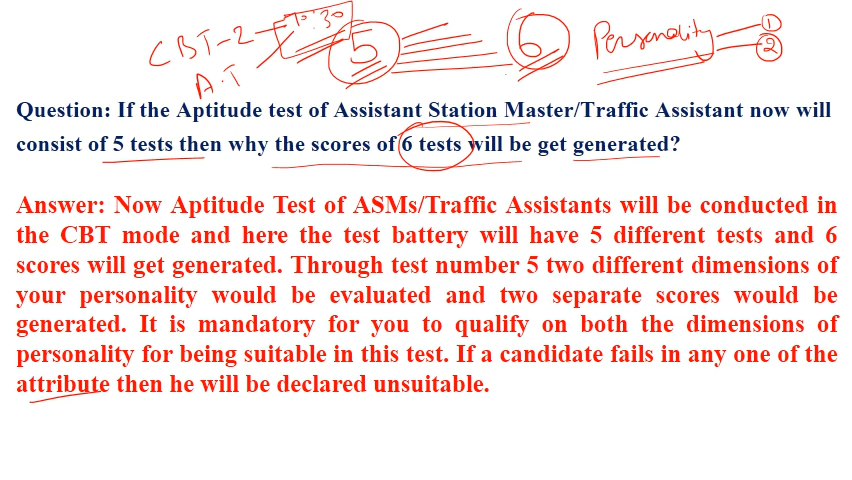 CBT-2 70:30 5 6 Personality 1
A.T 2
Question: If the Aptitude test of Assistant Station Master/Traffic Assistant now will
consist of 5 tests then why the scores of 6 tests will be get generated?
Answer: Now Aptitude Test of ASMs/Traffic Assistants will be conducted in
the CBT mode and here the test battery will have 5 different tests and 6
scores will get generated. Through test number 5 two different dimensions of
your personality would be evaluated and two separate scores would be
generated. It is mandatory for you to qualify on both the dimensions of
personality for being suitable in this test. If a candidate fails in any one of the
attribute then he will be declared unsuitable.